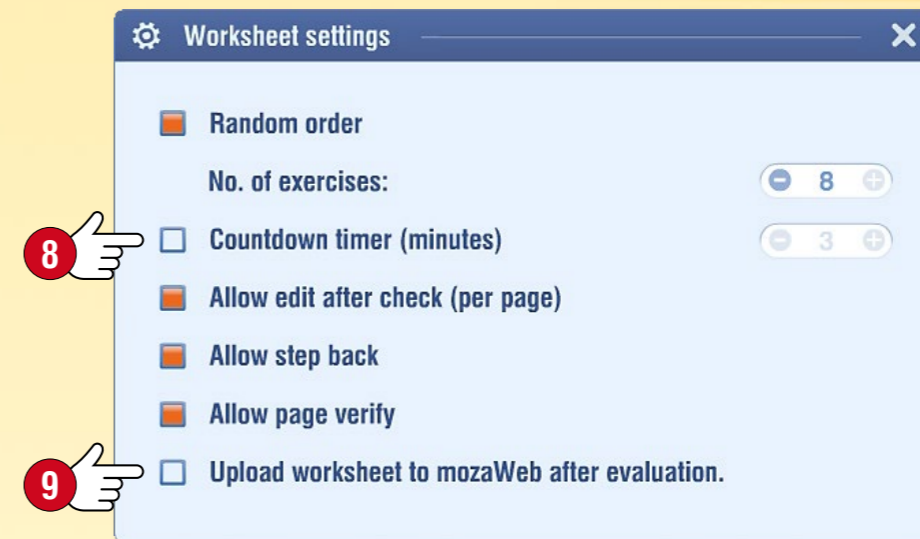 Worksheet settings
Random order
No. of exercises: 8
8 Countdown timer (minutes) 3
Allow edit after check (per page)
Allow step back
Allow page verify
9 Upload worksheet to mozaWeb after evaluation.